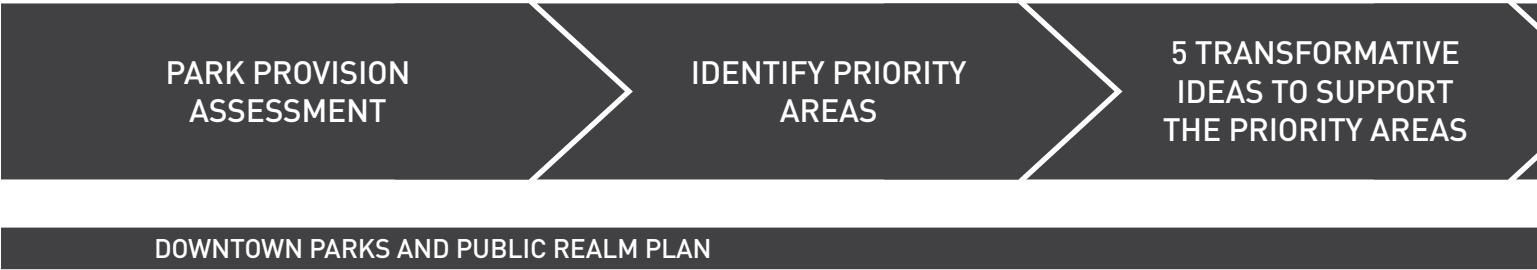 PARK PROVISION
ASSESSMENT
IDENTIFY PRIORITY
AREAS
5 TRANSFORMATIVE
IDEAS TO SUPPORT
THE PRIORITY AREAS
DOWNTOWN PARKS AND PUBLIC REALM PLAN